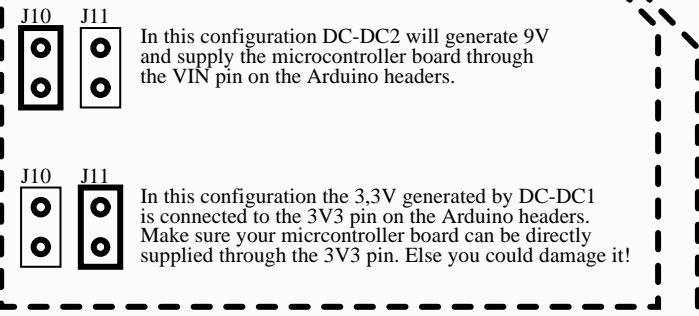 J10 J11
In this configuration DC-DC2 will generate 9V
and supply the microcontroller board through
the VIN pin on the Arduino headers.
J10 J11
In this configuration the 3,3V generated by DC-DC1
is connected to the 3V3 pin on the Arduino headers.
Make sure your micrcontroller board can be directly
supplied through the 3V3 pin. Else you could damage it!